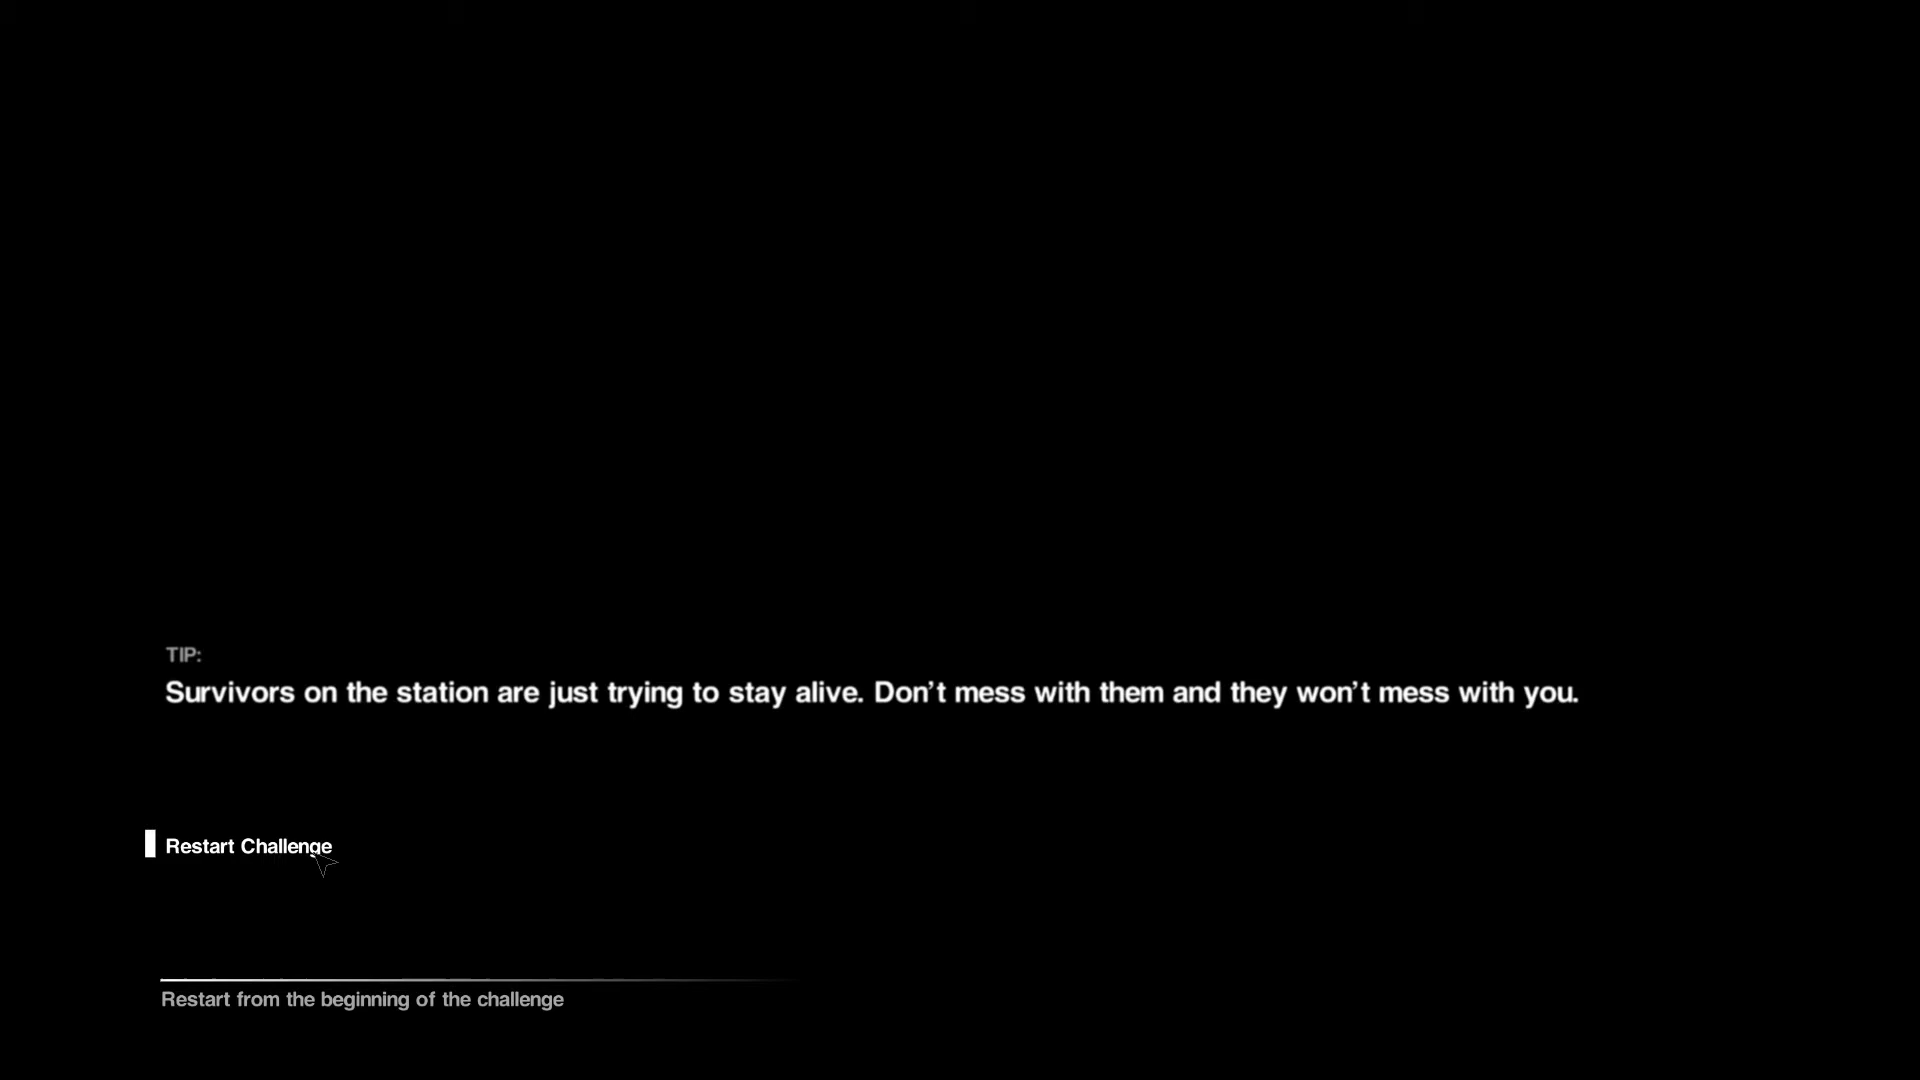 TIP:
Survivors on the station are just trying to stay alive. Don’t mess with them and they won’t mess with you.
Restart Challenge
Restart from the beginning of the challenge